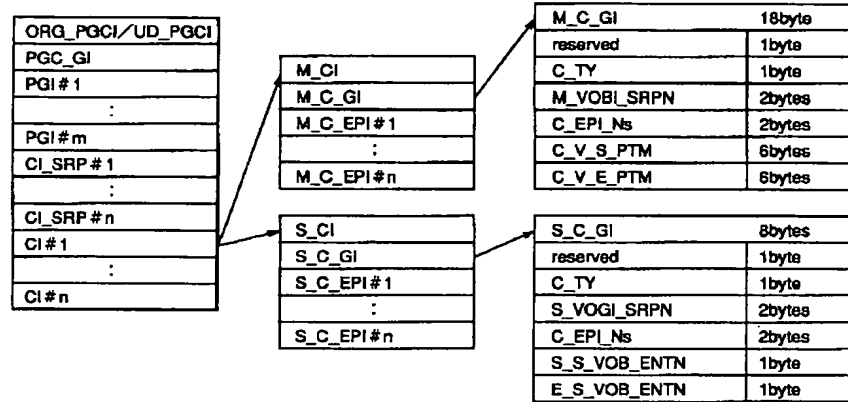 ORG_PGCI/UD_PGCI
PGC_GI
PGI#1
:
PGI#m
CI_SRP#1
:
CI_SRP#n
CI#1
:
CI#n
M_CI
M_C_GI
M_C_EPI#1
:
M_C_EPI#n
S_CI
S_C_GI
S_C_EPI#1
:
S_C_EPI#n
M_C_GI 18byte
reserved 1byte
C_TY 1byte
M_VOBI_SRPN 2bytes
C_EPI_Ns 2bytes
C_V_S_PTM 6bytes
C_V_E_PTM 6bytes
S_C_GI 8bytes
reserved 1byte
C_TY 1byte
S_VOGI_SRPN 2bytes
C_EPI_Ns 2bytes
S_S_VOB_ENTN 1byte
E_S_VOB_ENTN 1byte